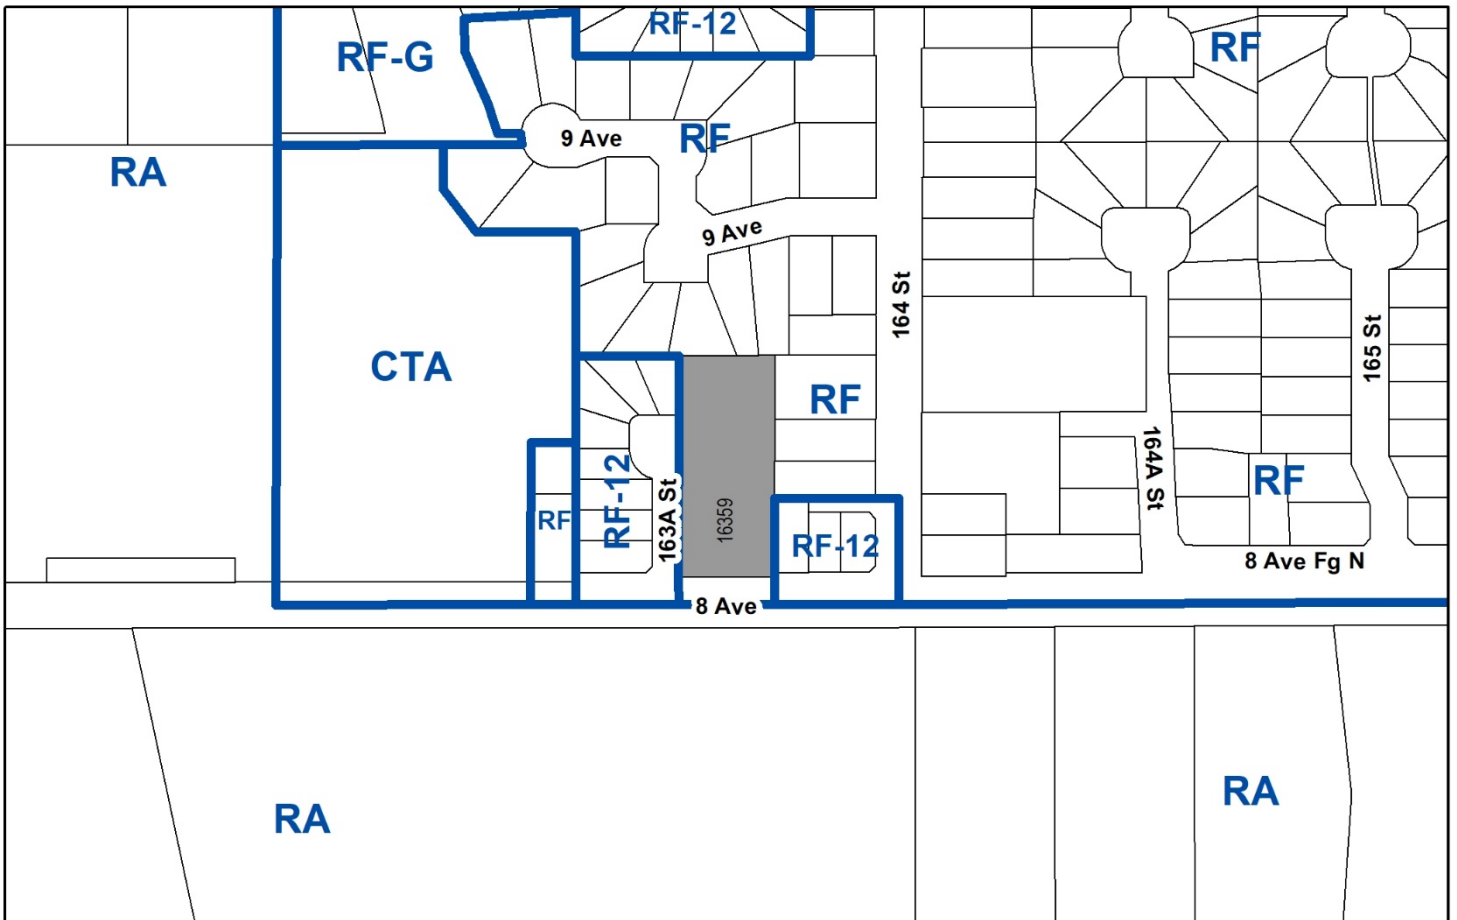 RF-12
RF-G
RF
9 Ave
RF
RA
9 Ave
164 St
165 St
CTA
RF
164A St
RF-12
163A St
RF
16359
RF
RF-12
8 Ave Fg N
8 Ave
RA
RA